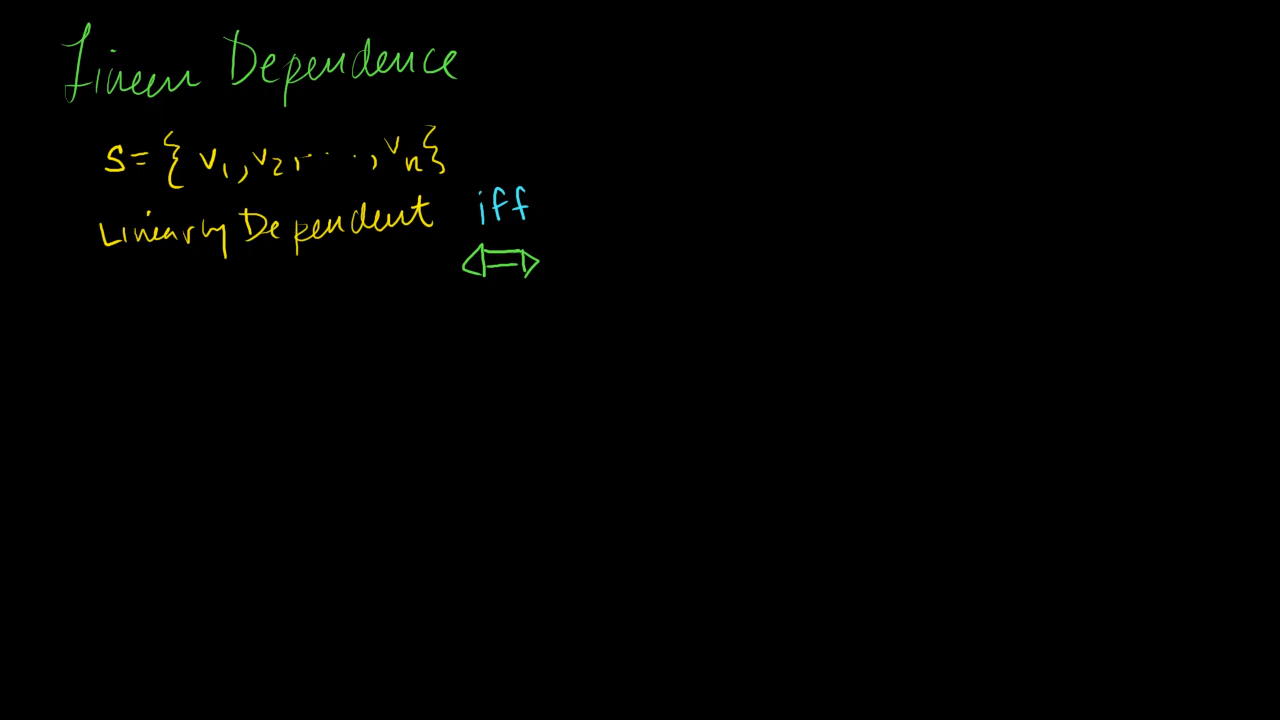 Linear Dependence
S = { v₁, v₂, ...., vₙ}
Linearly Dependent iff
⇔